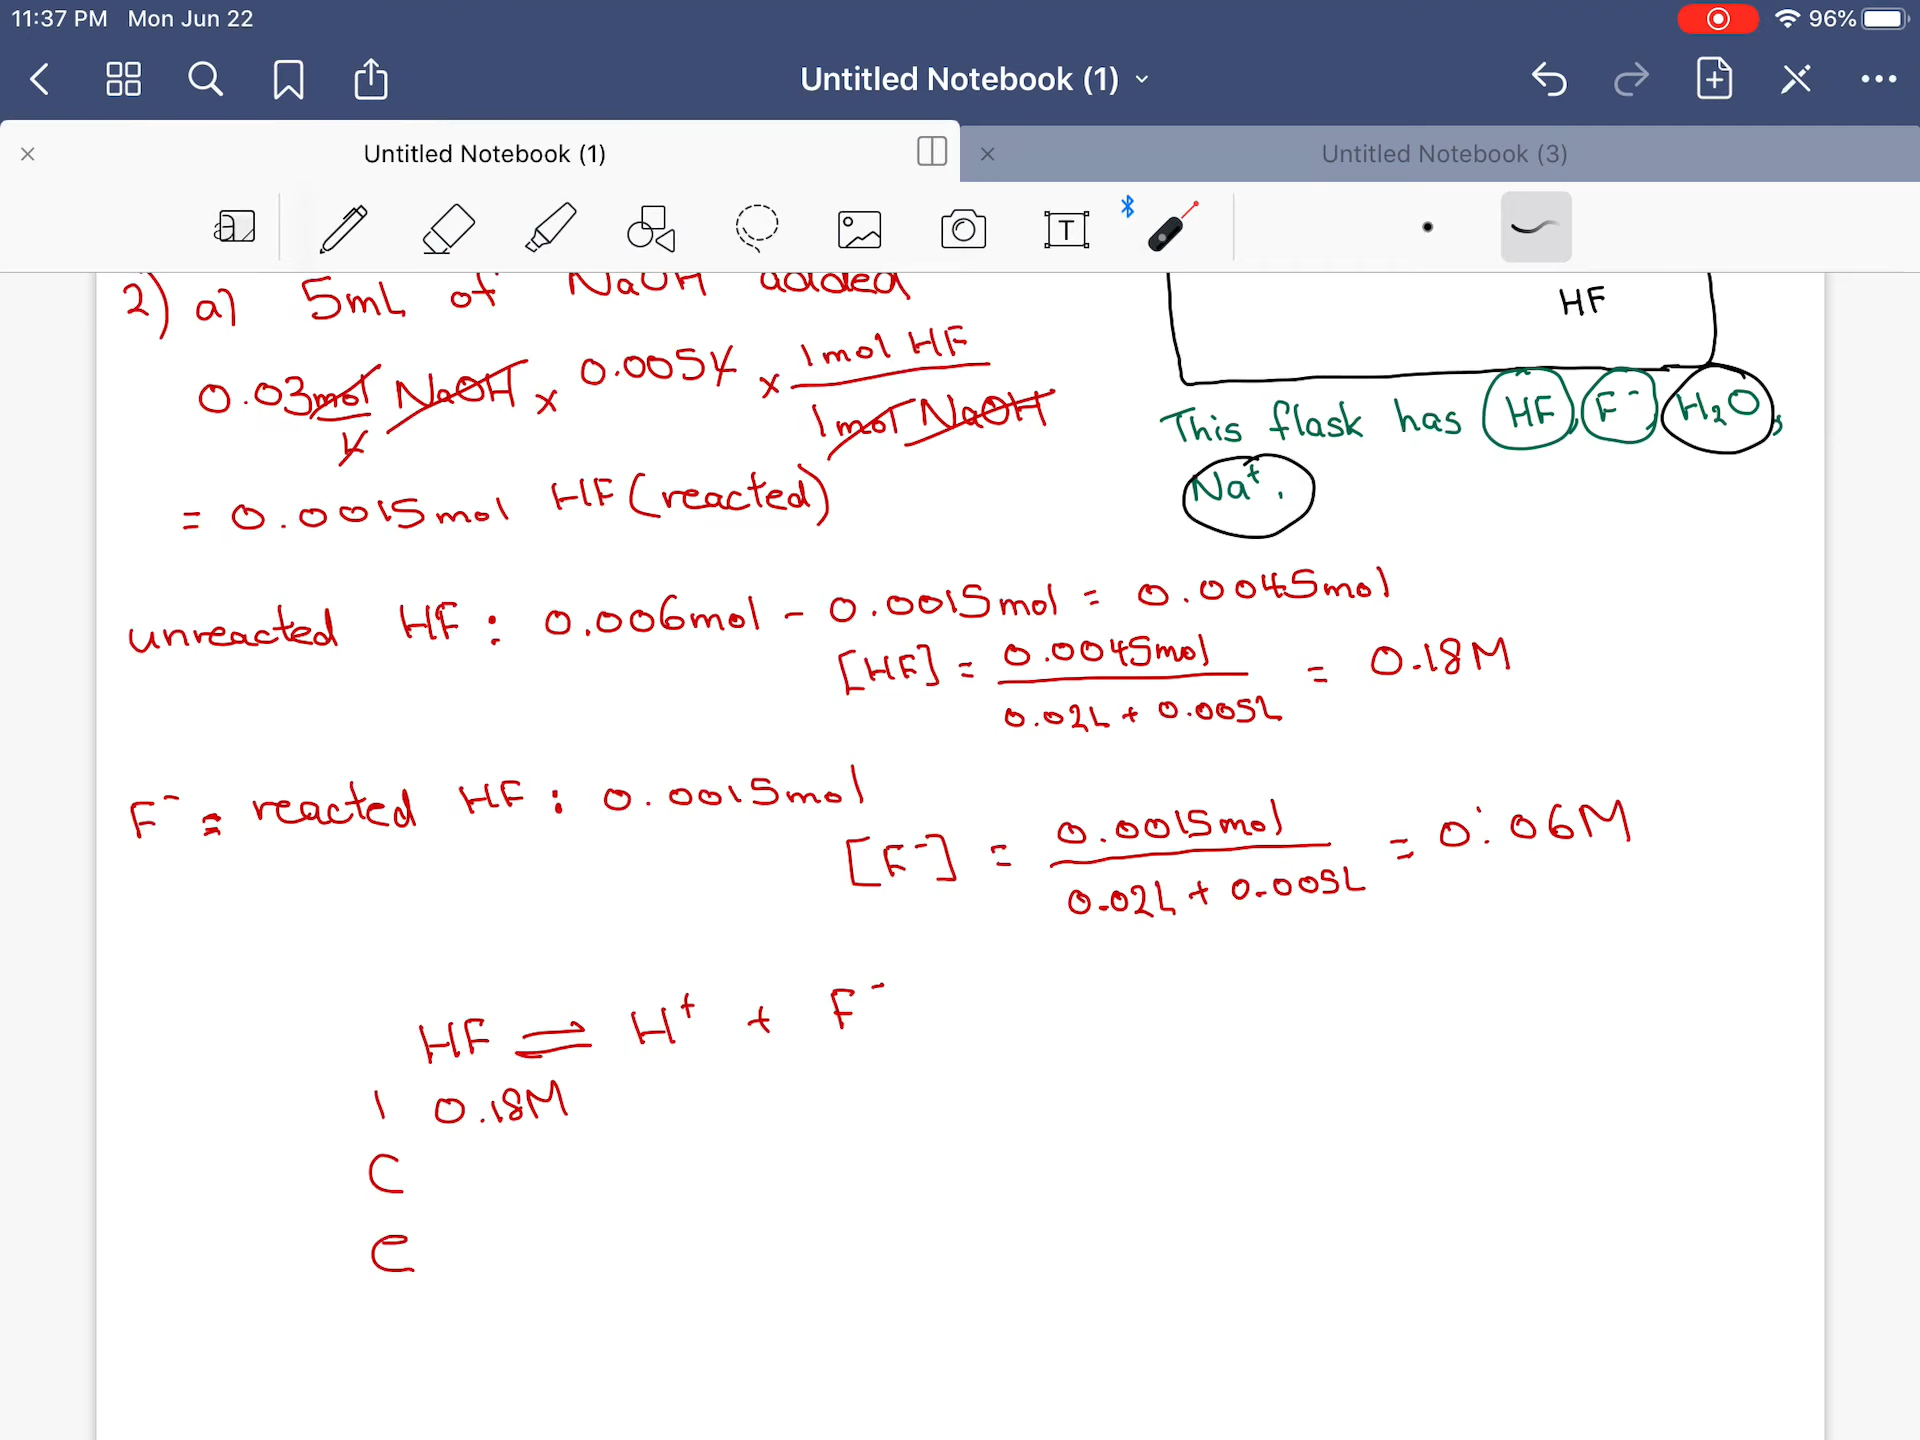 11:37 PM Mon Jun 22
96%
Untitled Notebook (1)
Untitled Notebook (1)
Untitled Notebook (3)
a
T
2) a) 5mL of NaOH added
HF
0.03 mol/L NaOH × 0.005L × 1mol HF / 1mol NaOH
= 0.0015mol HF (reacted)
This flask has HF, F⁻, H₂O,
Na⁺.
unreacted HF : 0.006mol - 0.0015mol = 0.0045mol
[HF] = 0.0045mol / 0.02L + 0.005L = 0.18M
F⁻ = reacted HF : 0.0015mol
[F⁻] = 0.0015mol / 0.02L + 0.005L = 0.06M
HF ⇌ H⁺ + F⁻
I 0.18M
C
e